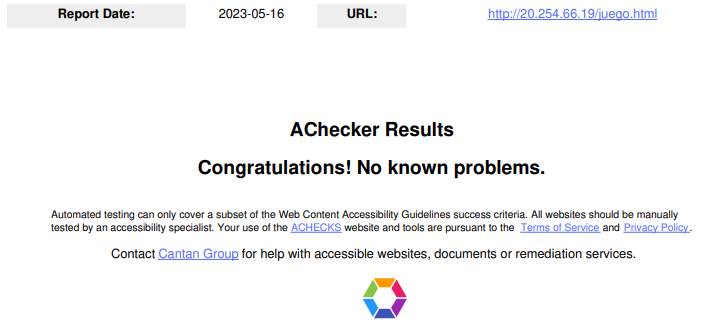 Report Date: 2023-05-16 URL: http://20.254.66.19/juego.html
AChecker Results
Congratulations! No known problems.
Automated testing can only cover a subset of the Web Content Accessibility Guidelines success criteria. All websites should be manually
tested by an accessibility specialist. Your use of the ACHECKS website and tools are pursuant to the Terms of Service and Privacy Policy.
Contact Cantan Group for help with accessible websites, documents or remediation services.